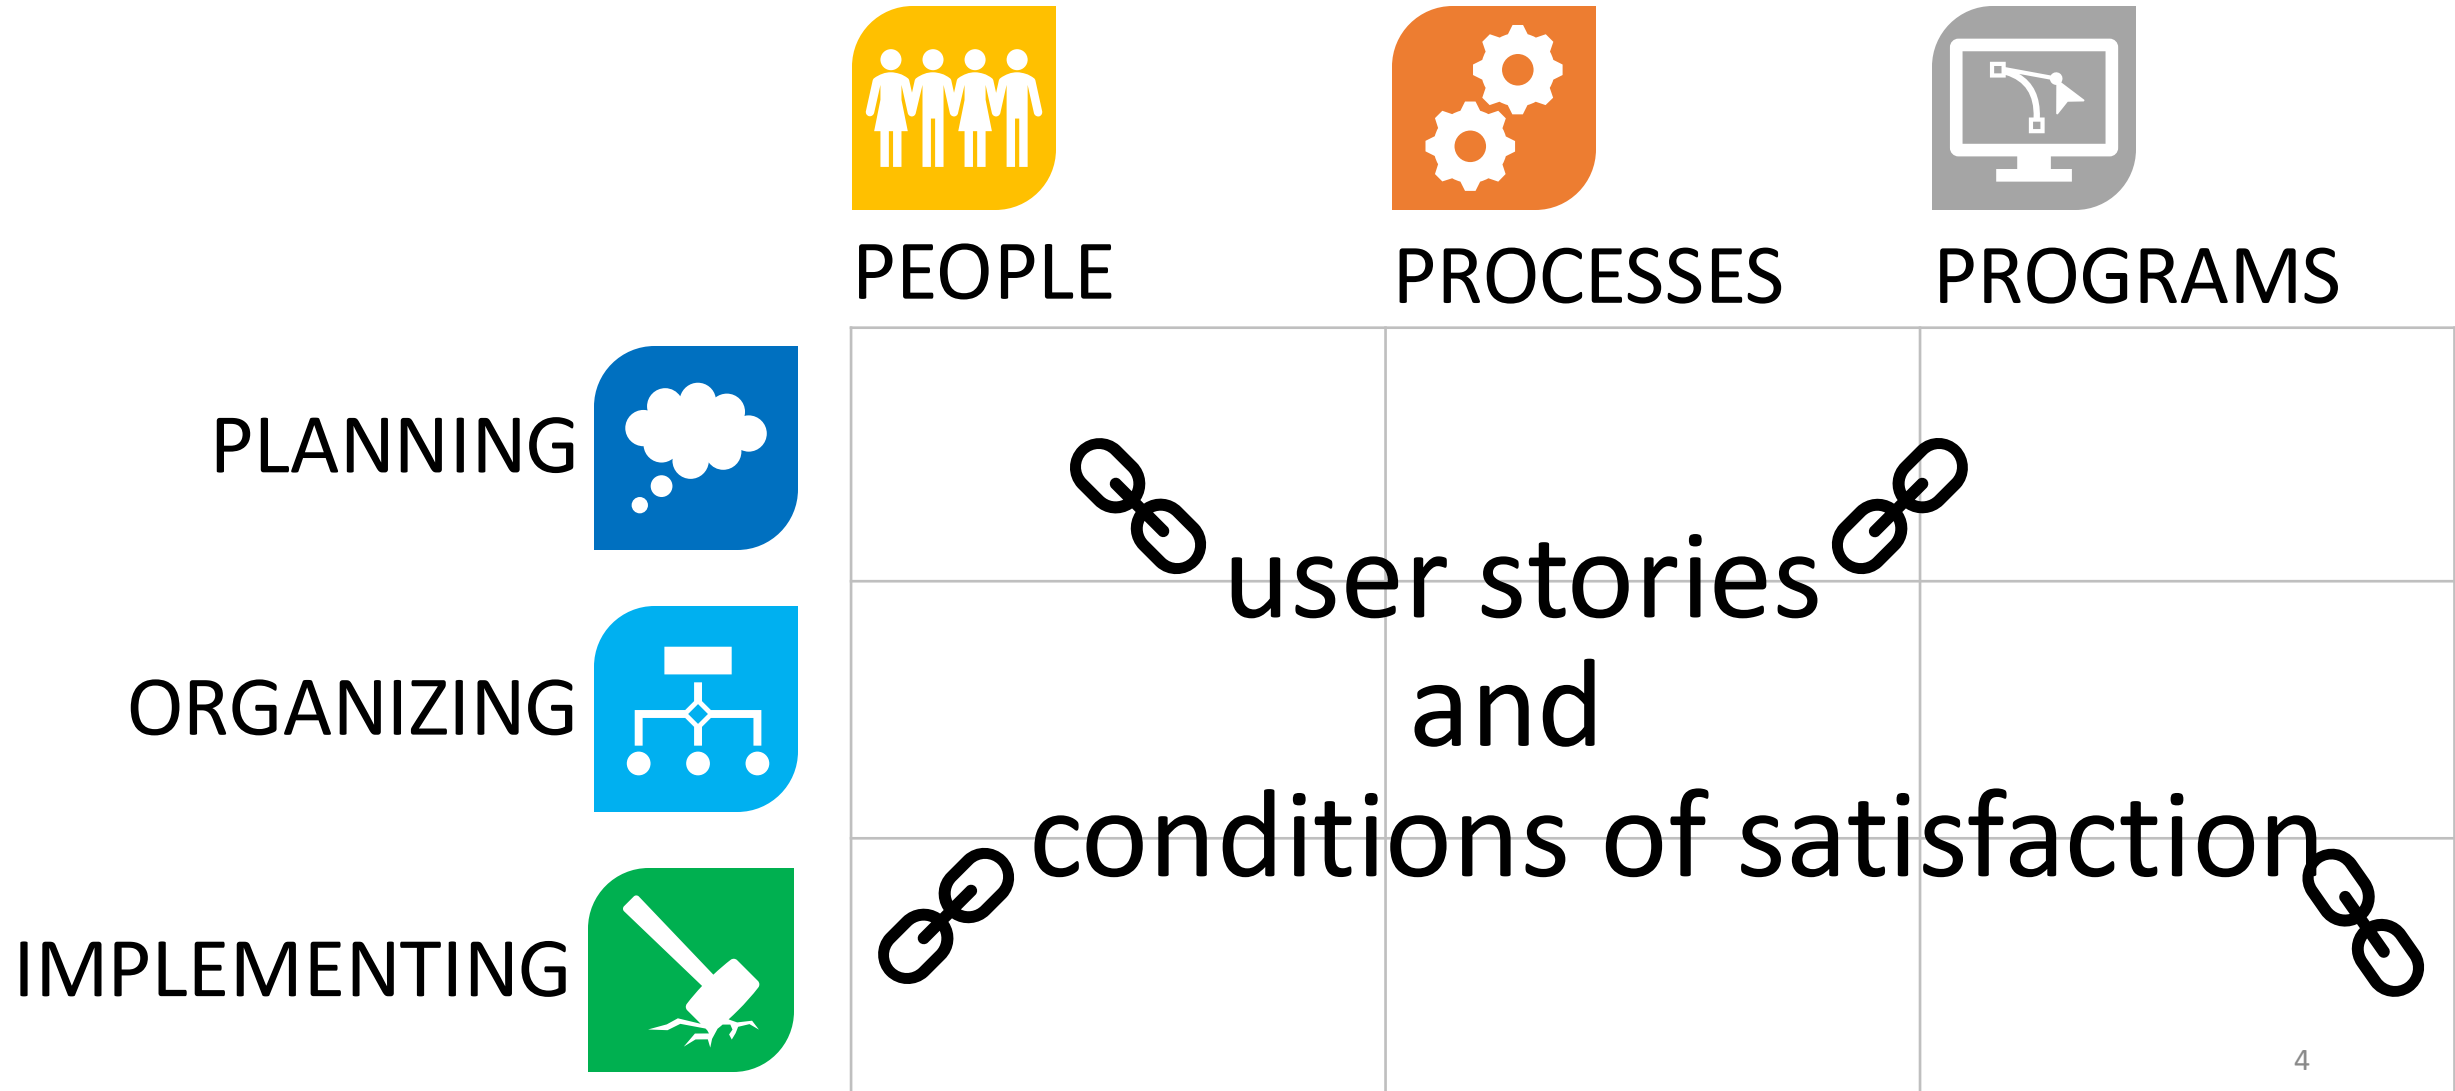 PEOPLE PROCESSES PROGRAMS
PLANNING
user stories
ORGANIZING
and
conditions of satisfaction
IMPLEMENTING
4